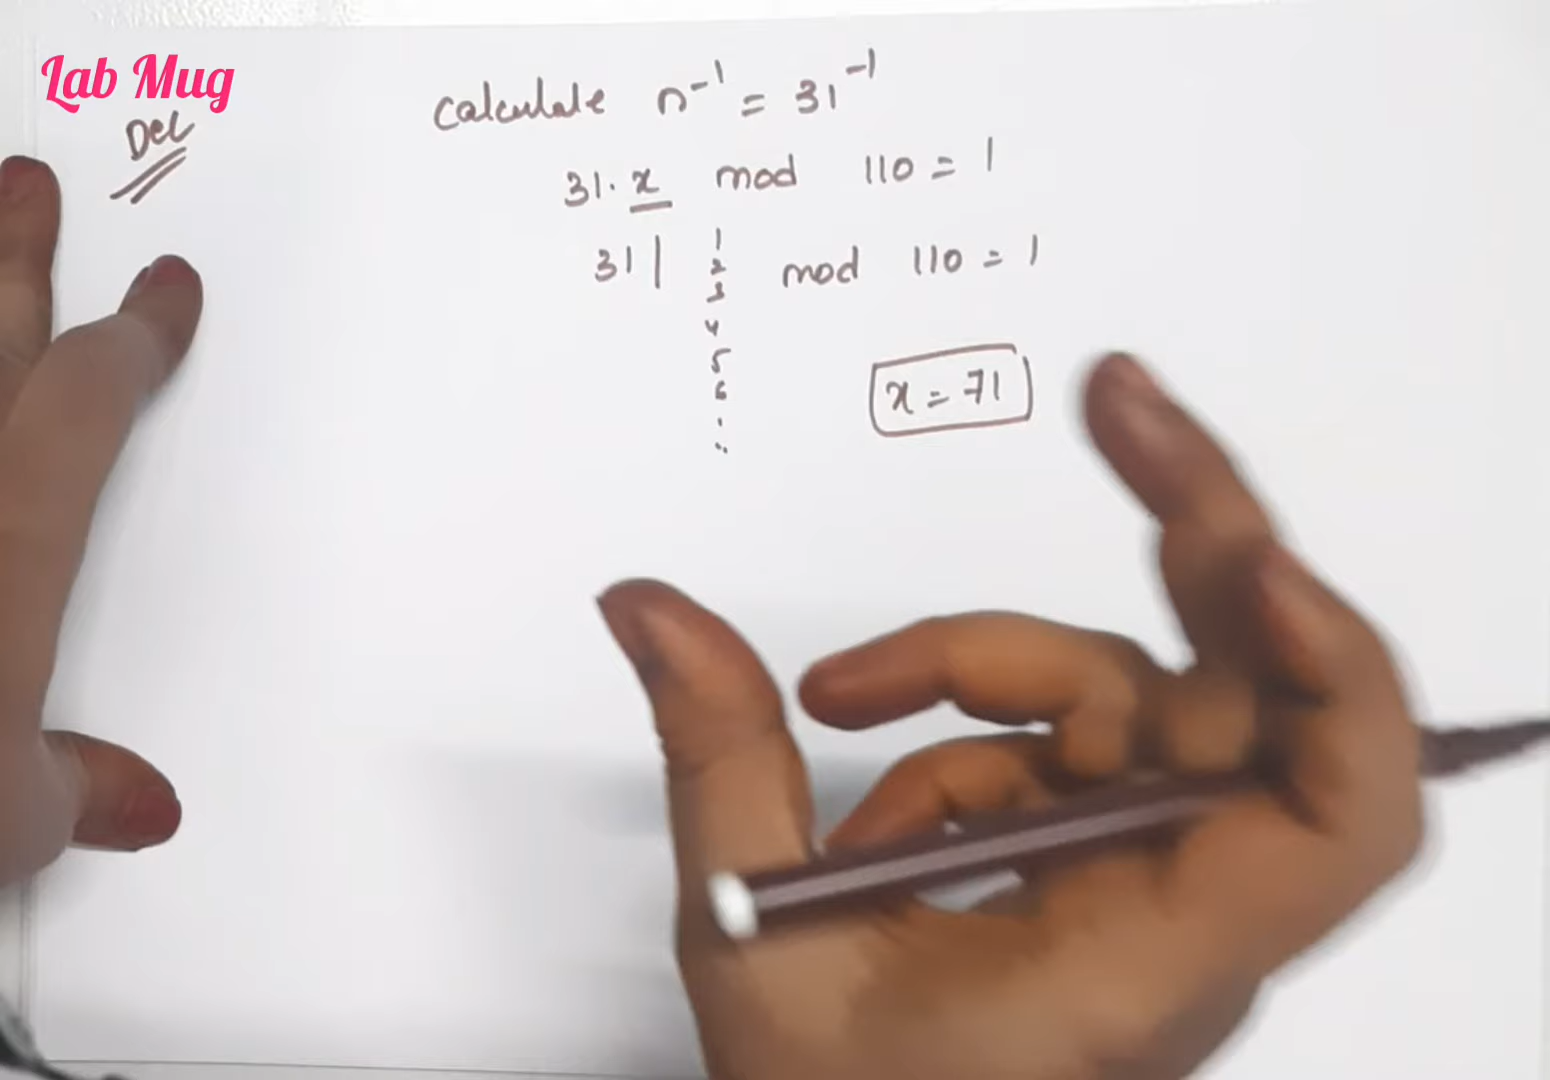 Lab Mug
Dec
Calculate n⁻¹ = 31⁻¹
31. x mod 110 = 1
31 | 1 mod 110 = 1
2
3
4
5
6
x = 71